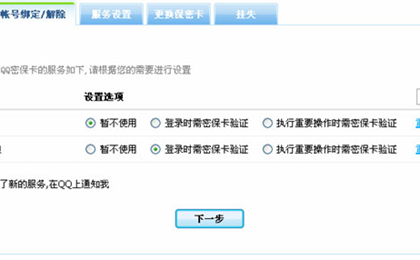 帐号绑定/解除 服务设置 更换保密卡 挂失
QQ密保卡的服务如下,请根据您的需要进行设置
设置选项
暂不使用 登录时需密保卡验证 执行重要操作时需密保卡验证
暂不使用 登录时需密保卡验证 执行重要操作时需密保卡验证
了新的服务,在QQ上通知我
下一步